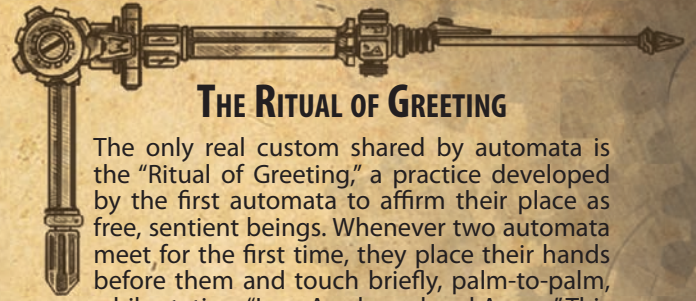 THE RITUAL OF GREETING
The only real custom shared by automata is
the “Ritual of Greeting,” a practice developed
by the first automata to affirm their place as
free, sentient beings. Whenever two automata
meet for the first time, they place their hands
before them and touch briefly, palm-to-palm,